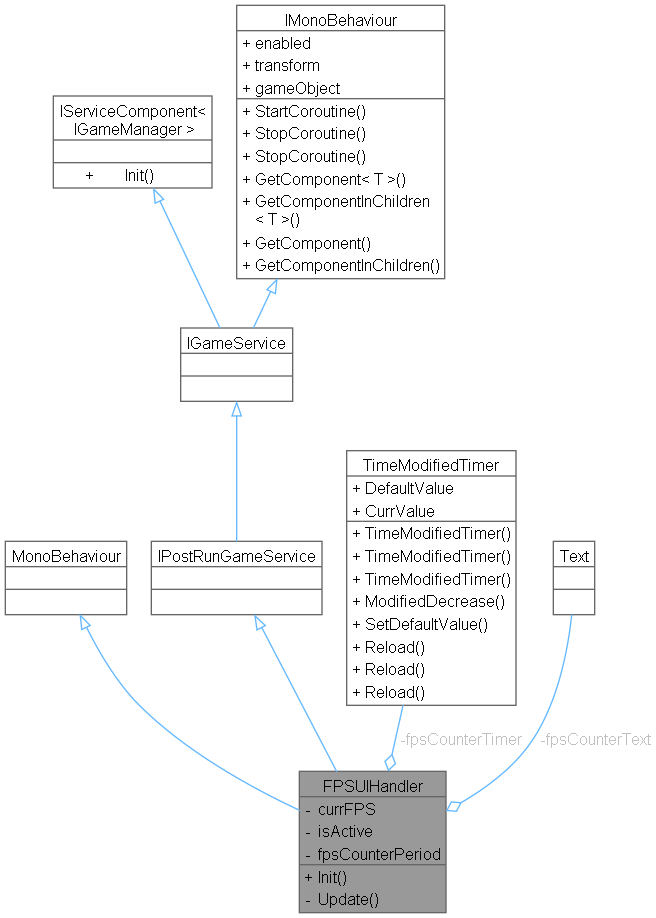 IMonoBehaviour
+ enabled
+ transform
+ gameObject
+ StartCoroutine()
+ StopCoroutine()
+ StopCoroutine()
+ GetComponent< T >()
+ GetComponentInChildren
< T >()
+ GetComponent()
+ GetComponentInChildren()
IServiceComponent<
IGameManager >
+ Init()
IGameService
TimeModifiedTimer
+ DefaultValue
+ CurrValue
+ TimeModifiedTimer()
+ TimeModifiedTimer()
+ TimeModifiedTimer()
+ ModifiedDecrease()
+ SetDefaultValue()
+ Reload()
+ Reload()
+ Reload()
MonoBehaviour
IPostRunGameService
Text
-fpsCounterTimer
-fpsCounterText
FPSUIHandler
- currFPS
- isActive
- fpsCounterPeriod
+ Init()
- Update()